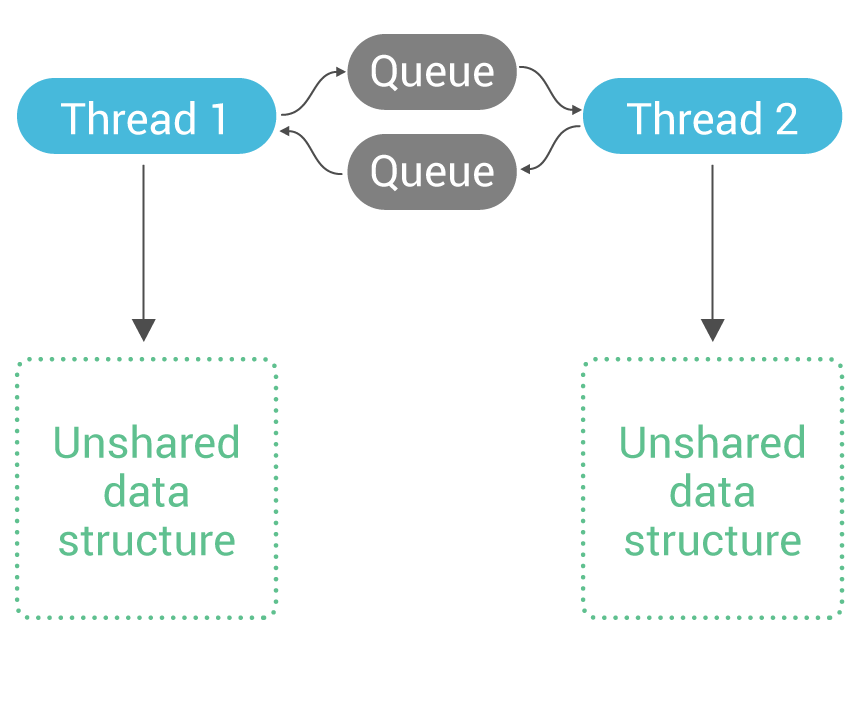 Queue
Thread 1
Thread 2
Queue
Unshared
data
structure
Unshared
data
structure